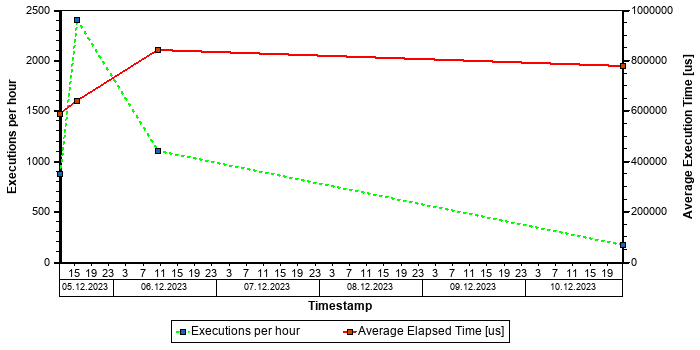 2500
2000
1500
1000
500
0
Executions per hour
1000000
800000
600000
400000
200000
0
Average Execution Time [us]
15 19 23 3 7 11 15 19 23 3 7 11 15 19 23 3 7 11 15 19 23 3 7 11 15 19 23 3 7 11 15 19
05.12.2023 06.12.2023 07.12.2023 08.12.2023 09.12.2023 10.12.2023
Timestamp
Executions per hour Average Elapsed Time [us]